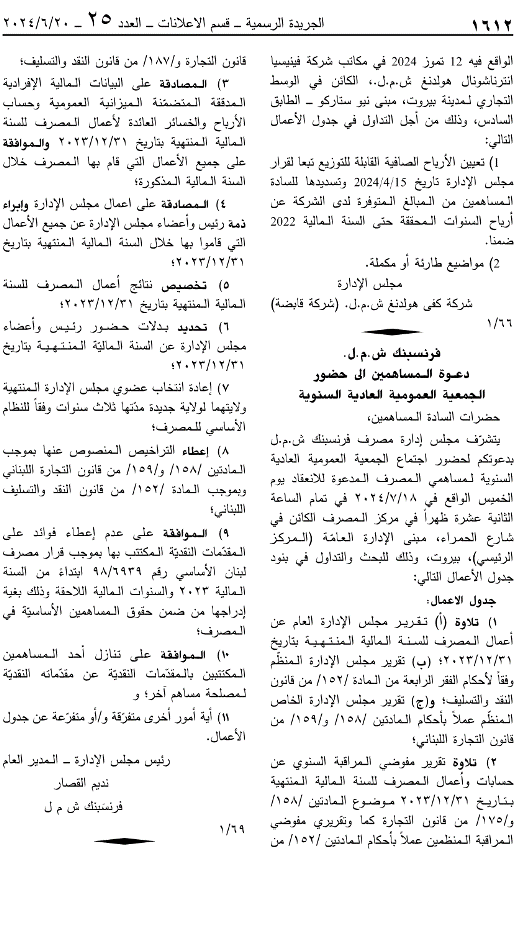 ١٦١٢
الجريدة الرسمية ــ قسم الاعلانات ــ العدد ٢٥ ــ ٢٠٢٤/٦/٢٠
الواقع فيه 12 تموز 2024 في مكاتب شركة فينيسيا
انترناشونال هولدنغ ش.م.ل.، الكائن في الوسط
التجاري لمدينة بيروت، مبنى نيو ستاركو ــ الطابق
السادس، وذلك من أجل التداول في جدول الأعمال
التالي:
1) تعيين الأرباح الصافية القابلة للتوزيع تبعا لقرار
مجلس الإدارة تاريخ 2024/4/15 وتسديدها للسادة
المساهمين من المبالغ المتوفرة لدى الشركة عن
أرباح السنوات المحققة حتى السنة المالية 2022
ضمنا.
2) مواضيع طارئة أو مكملة.
مجلس الإدارة
شركة كفى هولدنغ ش.م.ل. (شركة قابضة)
١/٦٦
فرنسبنك ش.م.ل.
دعوة المساهمين الى حضور
الجمعية العمومية العادية السنوية
حضرات السادة المساهمين،
يتشرّف مجلس إدارة مصرف فرنسبنك ش.م.ل
بدعوتكم لحضور اجتماع الجمعية العمومية العادية
السنوية لمساهمي المصرف المدعوة للانعقاد يوم
الخميس الواقع في ٢٠٢٤/٧/١٨ في تمام الساعة
الثانية عشرة ظهراً في مركز المصرف الكائن في
شارع الحمراء، مبنى الإدارة العامّة (المركز
الرئيسي)، بيروت، وذلك للبحث والتداول في بنود
جدول الأعمال التالي:
جدول الاعمال:
١) تلاوة (أ) تقرير مجلس الإدارة العام عن
أعمال المصرف للسنة المالية المنتهية بتاريخ
٢٠٢٣/١٢/٣١؛ (ب) تقرير مجلس الإدارة المنظّم
وفقاً لأحكام الفقر الرابعة من المادة /١٥٢/ من قانون
النقد والتسليف؛ و(ج) تقرير مجلس الإدارة الخاص
المنظّم عملاً بأحكام المادتين /١٥٨/ و/١٥٩/ من
قانون التجارة اللبناني؛
٢) تلاوة تقرير مفوضي المراقبة السنوي عن
حسابات وأعمال المصرف للسنة المالية المنتهية
بتاريخ ٢٠٢٣/١٢/٣١ موضوع المادتين /١٥٨/
و/١٧٥/ من قانون التجارة كما وتقريري مفوضي
المراقبة المنظمين عملاً بأحكام المادتين /١٥٢/ من
قانون التجارة و/١٨٧/ من قانون النقد والتسليف؛
٣) المصادقة على البيانات المالية الإفرادية
المدققة المتضمّنة الميزانية العمومية وحساب
الأرباح والخسائر العائدة لأعمال المصرف للسنة
المالية المنتهية بتاريخ ٢٠٢٣/١٢/٣١ والموافقة
على جميع الأعمال التي قام بها المصرف خلال
السنة المالية المذكورة؛
٤) المصادقة على اعمال مجلس الإدارة وإبراء
ذمة رئيس وأعضاء مجلس الإدارة عن جميع الأعمال
التي قاموا بها خلال السنة المالية المنتهية بتاريخ
٢٠٢٣/١٢/٣١؛
٥) تخصيص نتائج أعمال المصرف للسنة
المالية المنتهية بتاريخ ٢٠٢٣/١٢/٣١؛
٦) تحديد بدلات حضور رئيس وأعضاء
مجلس الإدارة عن السنة الماليّة المنتهية بتاريخ
٢٠٢٣/١٢/٣١؛
٧) إعادة انتخاب عضوي مجلس الإدارة المنتهية
ولايتهما لولاية جديدة مدّتها ثلاث سنوات وفقاً للنظام
الأساسي للمصرف؛
٨) إعطاء التراخيص المنصوص عنها بموجب
المادتين /١٥٨/ و/١٥٩/ من قانون التجارة اللبناني
وبموجب المادة /١٥٢/ من قانون النقد والتسليف
اللبناني؛
٩) الموافقة على عدم إعطاء فوائد على
المقدّمات النقديّة المكتتب بها بموجب قرار مصرف
لبنان الأساسي رقم ٩٨/٦٩٣٩ ابتداءً من السنة
المالية ٢٠٢٣ والسنوات المالية اللاحقة وذلك بغية
إدراجها من ضمن حقوق المساهمين الأساسيّة في
المصرف؛
١٠) الموافقة على تنازل أحد المساهمين
المكتتبين بالمقدّمات النقديّة عن مقدّماته النقديّة
لمصلحة مساهم آخر؛ و
١١) أية أمور أخرى متفرّقة و/أو متفرّعة عن جدول
الأعمال.
رئيس مجلس الإدارة ــ المدير العام
نديم القصار
فرنسَبنك ش م ل
١/٦٩